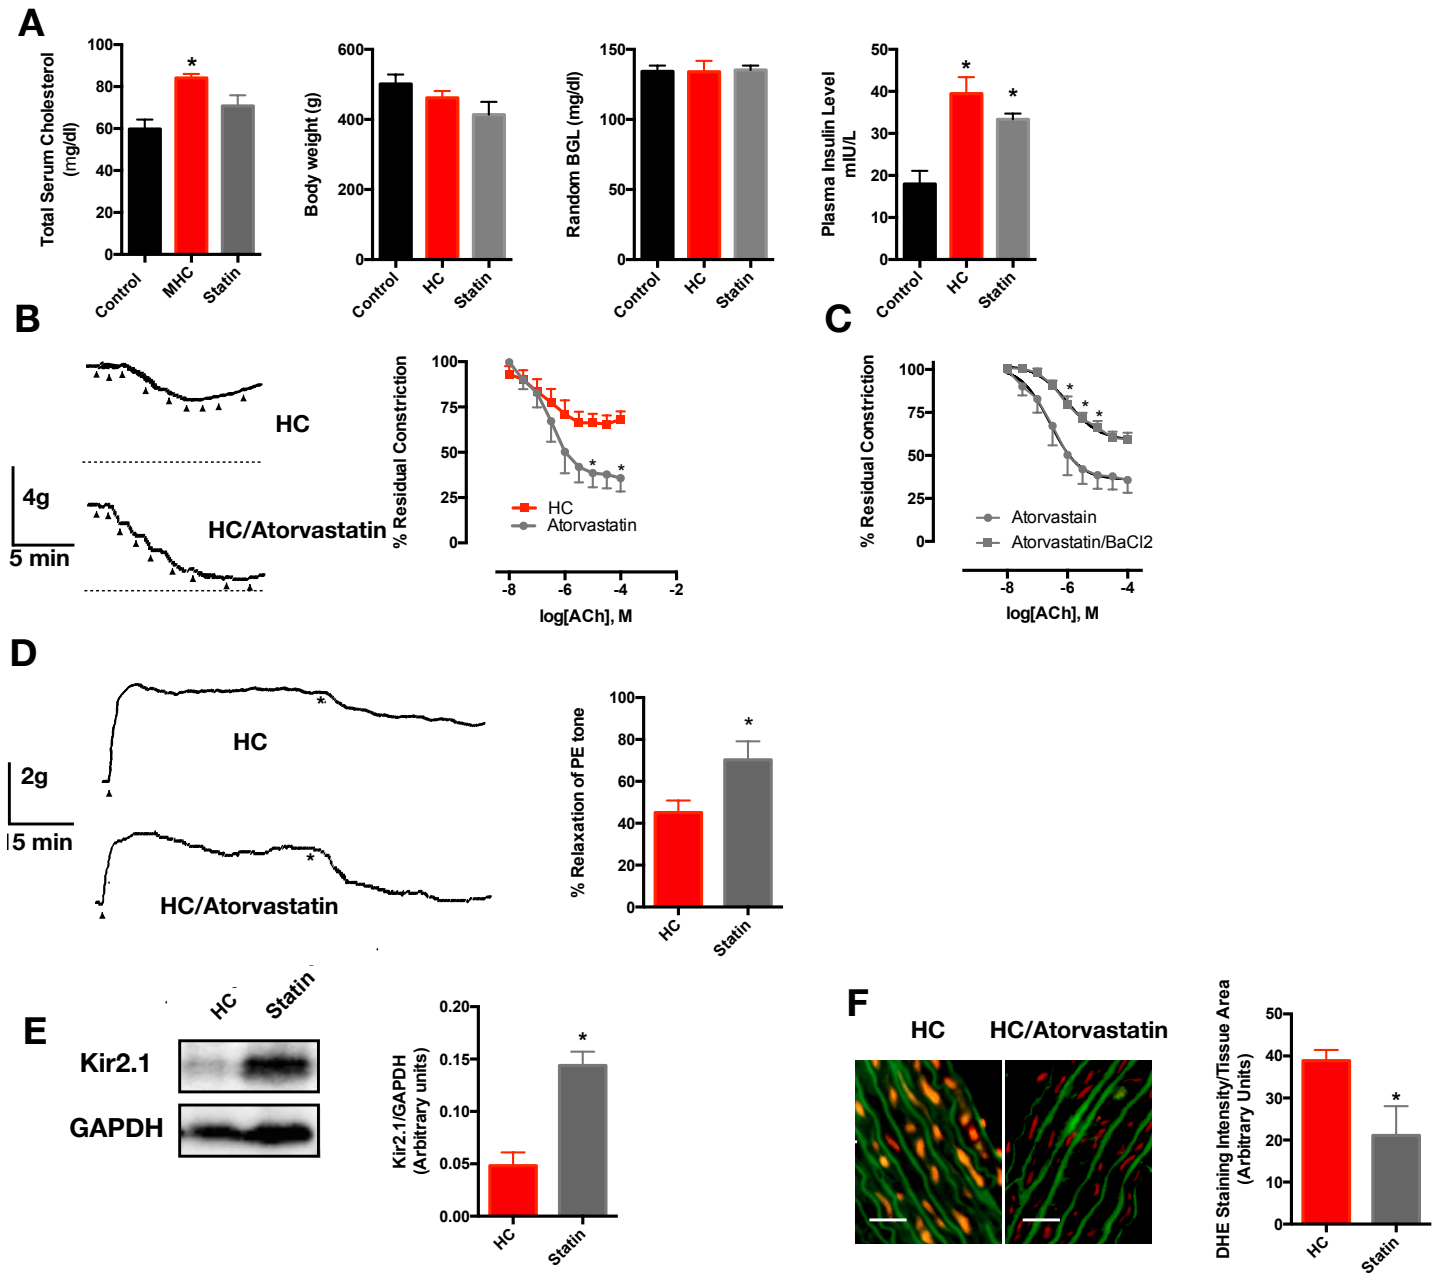 A
Total Serum Cholesterol
(mg/dl)
100
80
60
40
20
0
*
Control
MHC
Statin
Body weight (g)
600
400
200
0
Control
HC
Statin
Random BGL (mg/dl)
150
100
50
0
Control
HC
Statin
Plasma Insulin Level
mIU/L
50
40
30
20
10
0
*
*
Control
HC
Statin
B
HC
4g
5 min
HC/Atorvastatin
% Residual Constriction
100
75
50
25
0
*
*
HC
Atorvastatin
-8
-6
-4
-2
log[ACh], M
C
% Residual Constriction
100
75
50
25
0
*
*
*
Atorvastain
Atorvastatin/BaCl2
-8
-6
-4
log[ACh], M
D
*
HC
2g
15 min
*
HC/Atorvastatin
% Relaxation of PE tone
100
80
60
40
20
0
*
HC
Statin
E
HC
Statin
Kir2.1
GAPDH
Kir2.1/GAPDH
(Arbitrary units)
0.20
0.15
0.10
0.05
0.00
*
HC
Statin
F
HC
HC/Atorvastatin
DHE Staining Intensity/Tissue Area
(Arbitrary Units)
50
40
30
20
10
0
*
HC
Statin